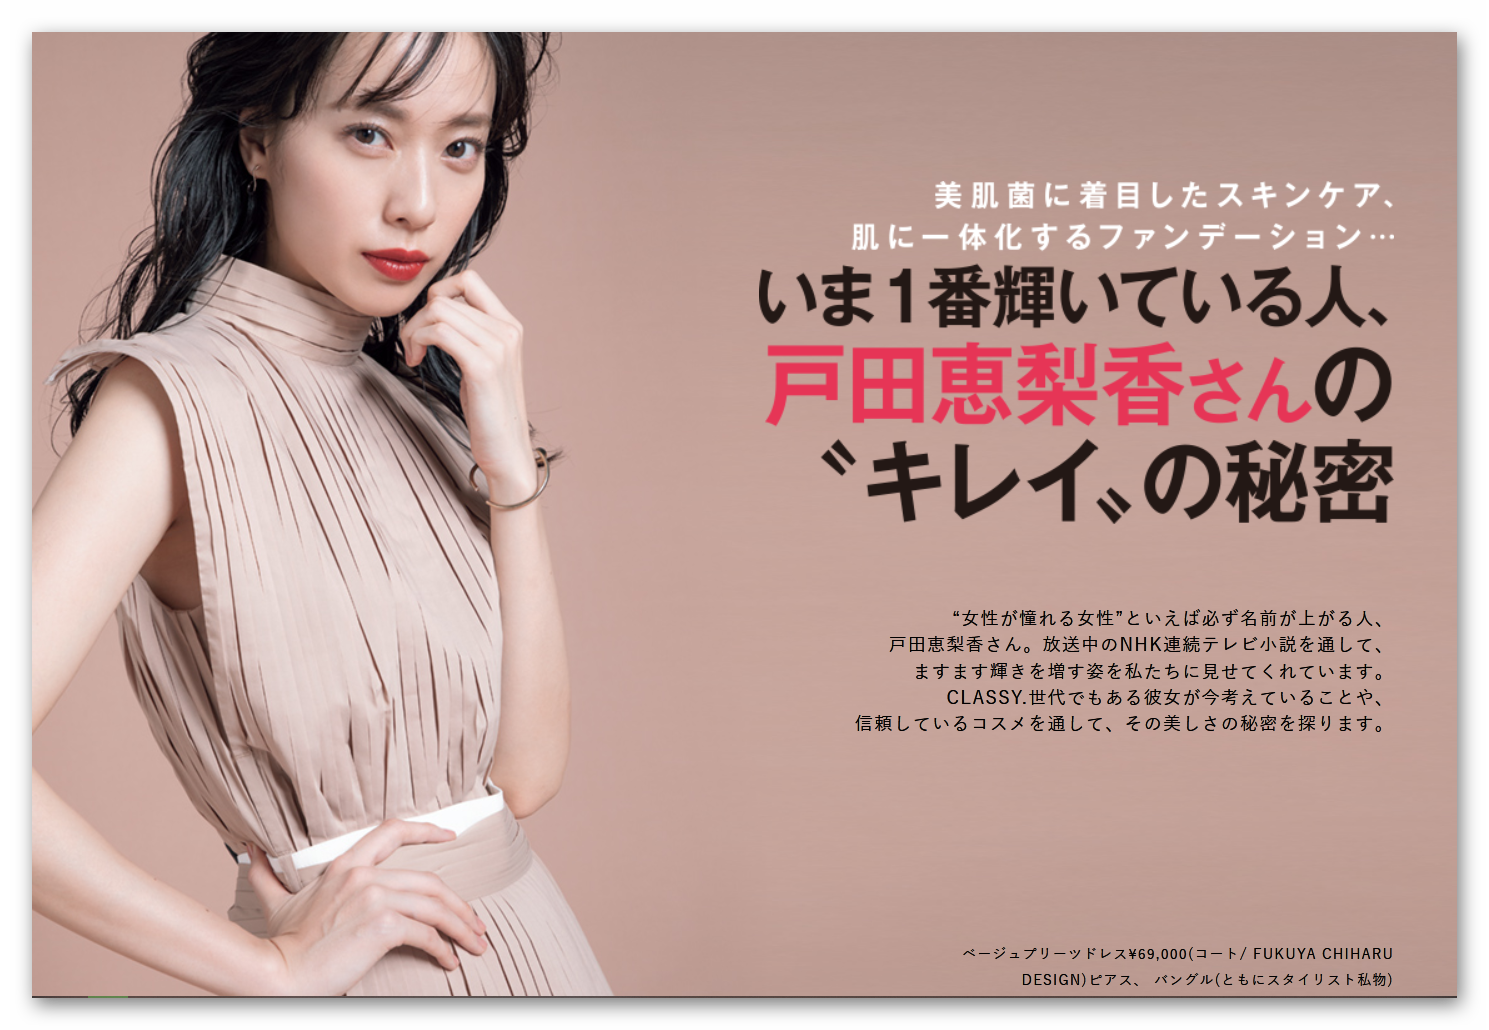 美肌菌に着目したスキンケア、
肌に一体化するファンデーション…
いま1番輝いている人、
戸田恵梨香さんの
〝キレイ〟の秘密
“女性が憧れる女性”といえば必ず名前が上がる人、
戸田恵梨香さん。放送中のNHK連続テレビ小説を通して、
ますます輝きを増す姿を私たちに見せてくれています。
CLASSY.世代でもある彼女が今考えていることや、
信頼しているコスメを通して、その美しさの秘密を探ります。
ベージュプリーツドレス¥69,000(コート/ FUKUYA CHIHARU
DESIGN)ピアス、 バングル(ともにスタイリスト私物)